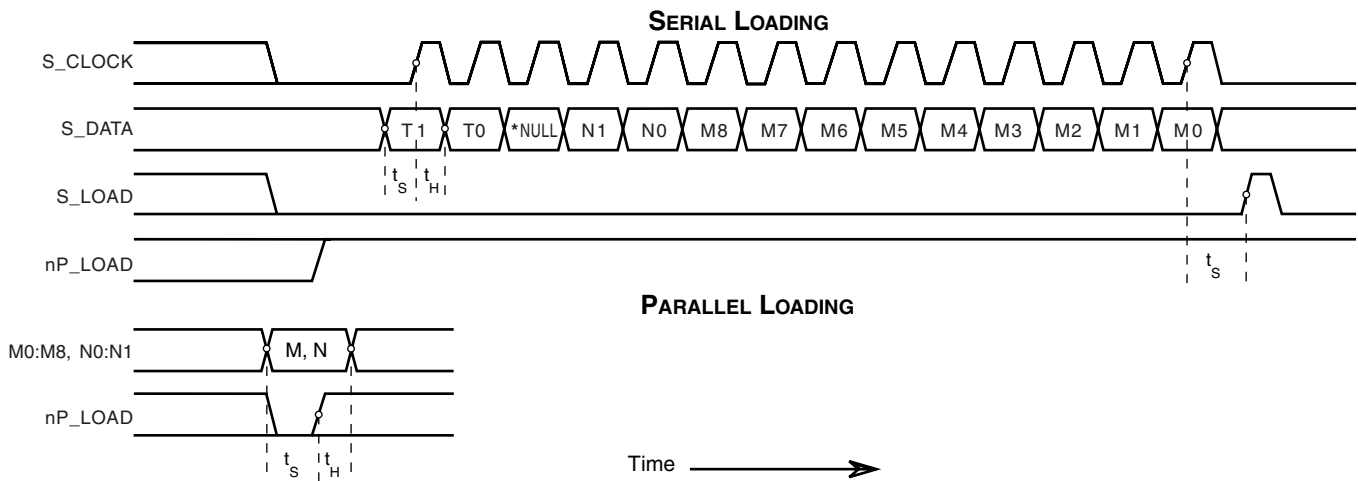 SERIAL LOADING
S_CLOCK
S_DATA T1 T0 *NULL N1 N0 M8 M7 M6 M5 M4 M3 M2 M1 M0
tS tH
S_LOAD
nP_LOAD
tS
PARALLEL LOADING
M0:M8, N0:N1 M, N
nP_LOAD
tS tH
Time